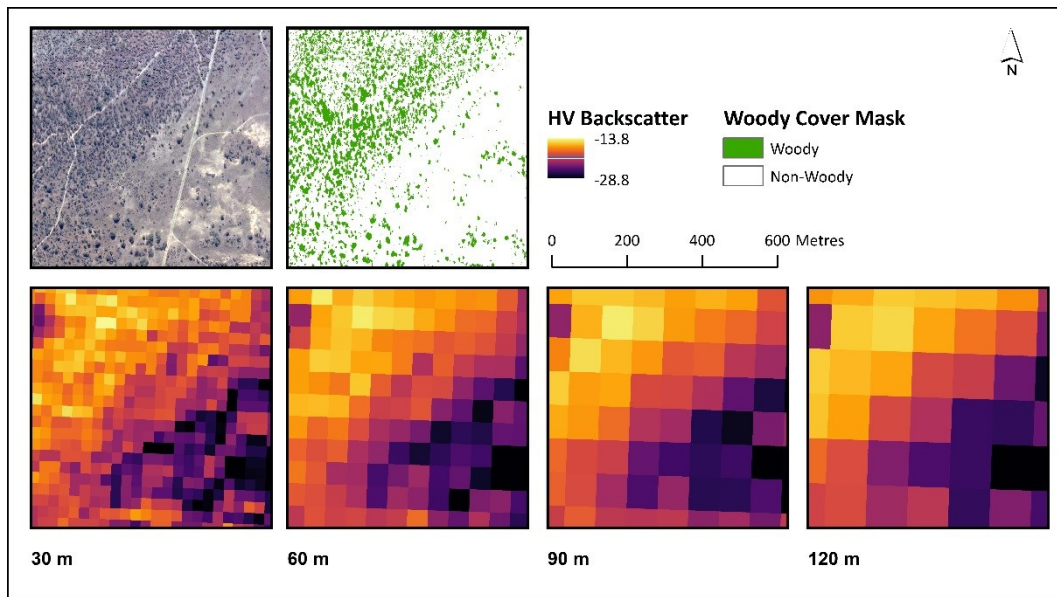 N
HV Backscatter
-13.8
-28.8
Woody Cover Mask
Woody
Non-Woody
0 200 400 600 Metres
30 m
60 m
90 m
120 m